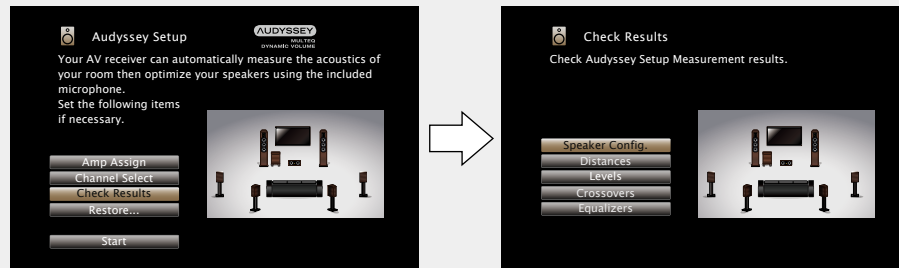 Audyssey Setup
AUDYSSEY
MULTEQ
DYNAMIC VOLUME
Your AV receiver can automatically measure the acoustics of
your room then optimize your speakers using the included
microphone.
Set the following items
if necessary.
Amp Assign
Channel Select
Check Results
Restore...
Start
Check Results
Check Audyssey Setup Measurement results.
Speaker Config.
Distances
Levels
Crossovers
Equalizers